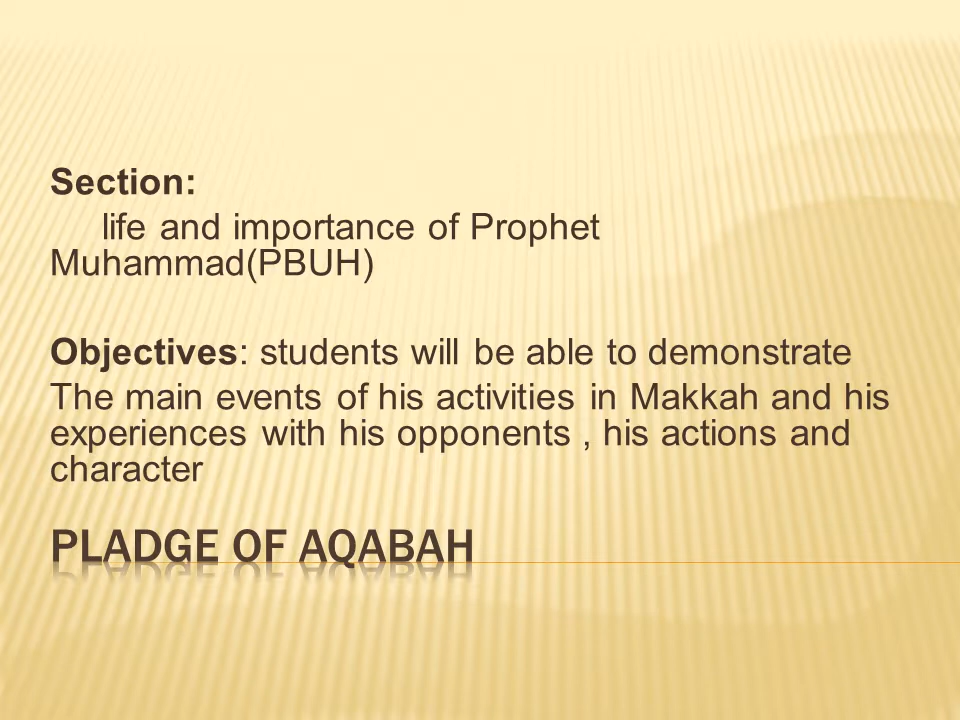 Section:
life and importance of Prophet
Muhammad(PBUH)
Objectives: students will be able to demonstrate
The main events of his activities in Makkah and his
experiences with his opponents , his actions and
character
PLADGE OF AQABAH